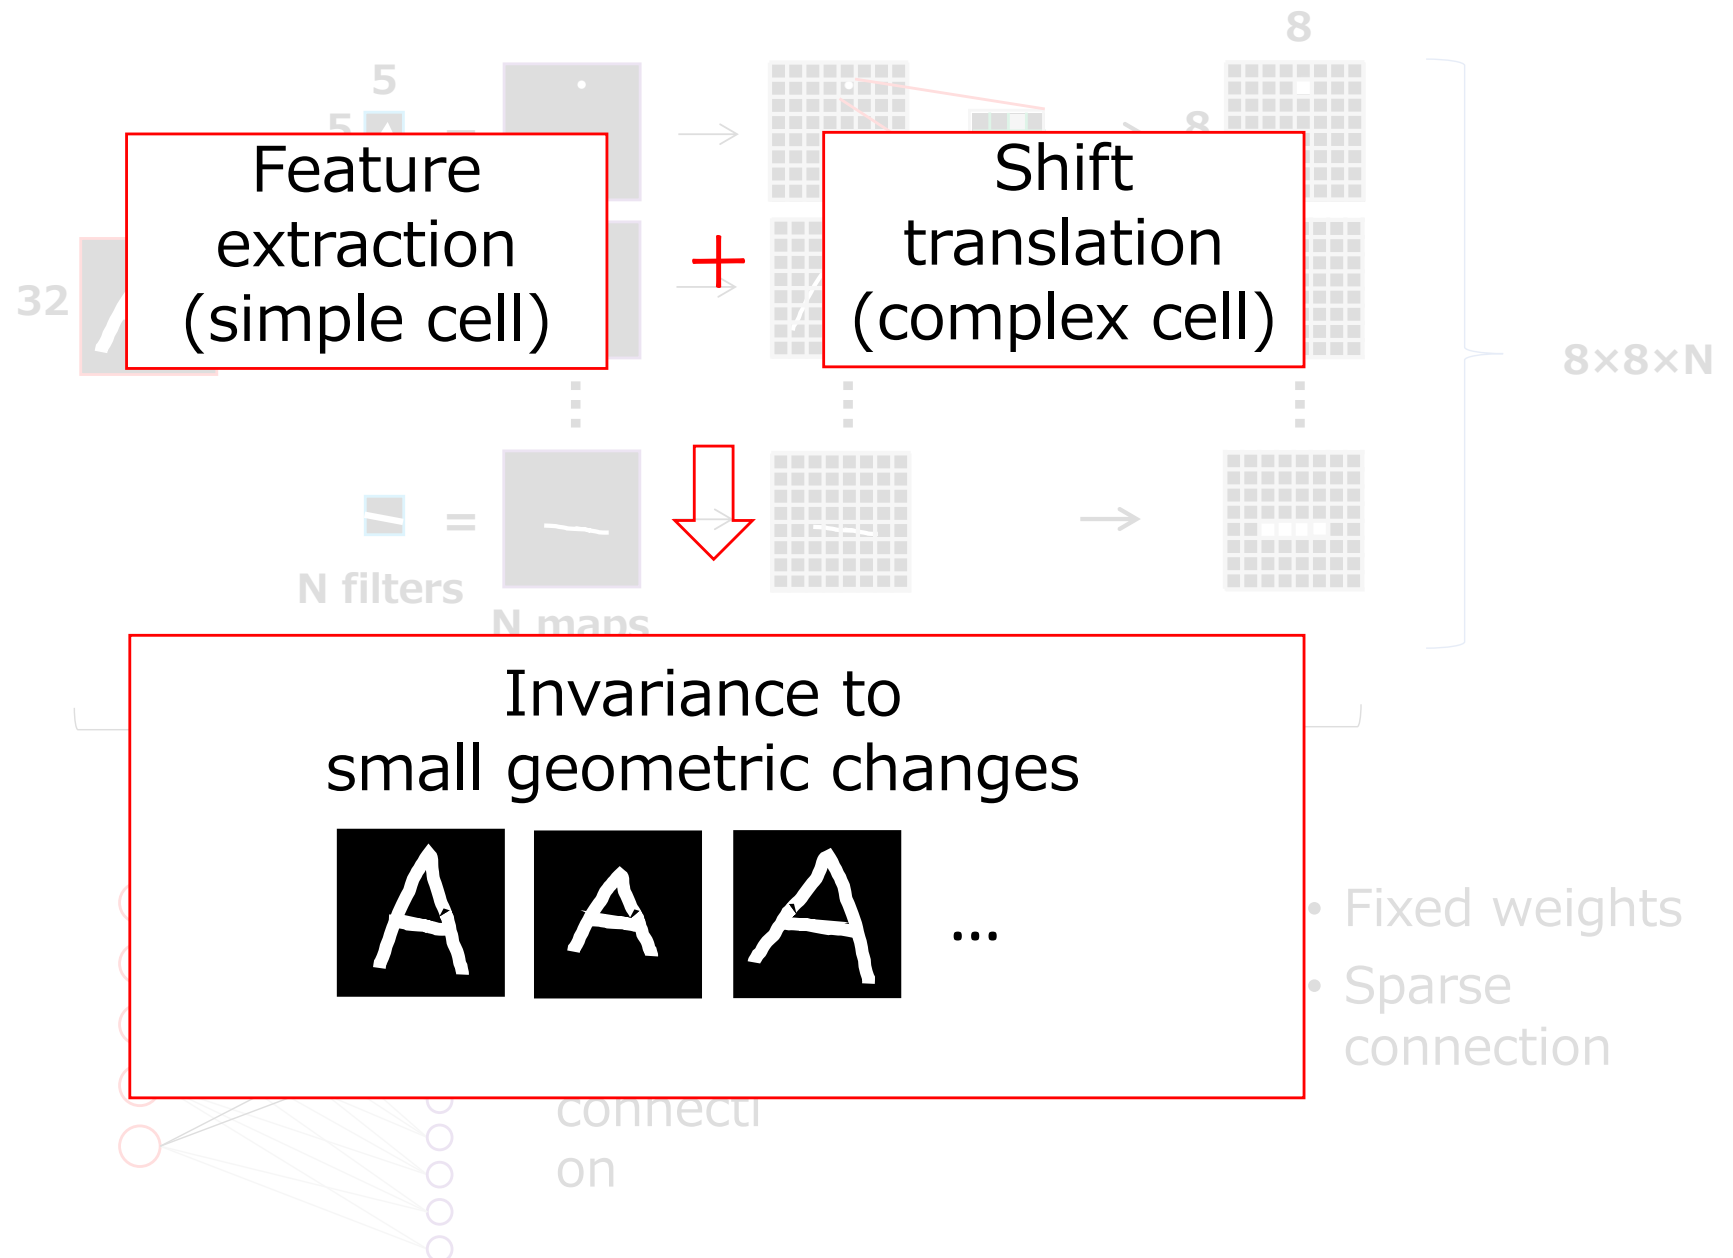 8
5
5
=
8
Feature
extraction
(simple cell)
+
Shift
translation
(complex cell)
32
8×8×N
=
N filters
N maps
Invariance to
small geometric changes
...
• Fixed weights
• Sparse
connection
connecti
on